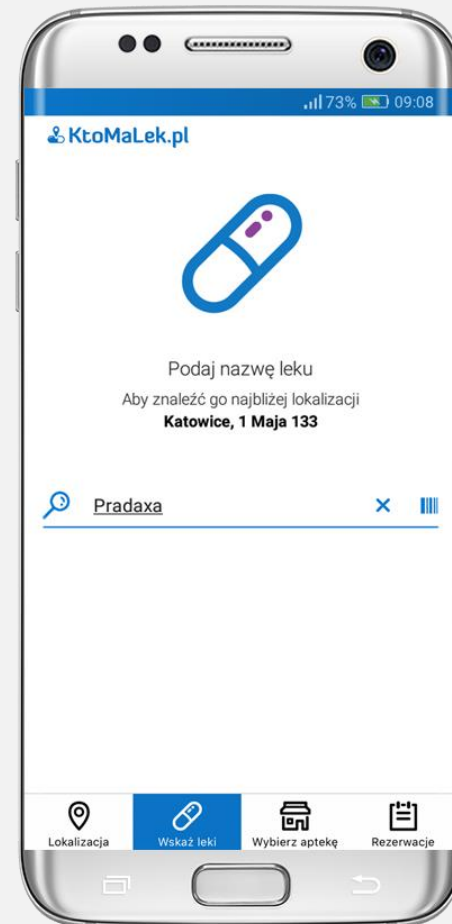 73% 09:08
KtoMaLek.pl
Podaj nazwę leku
Aby znaleźć go najbliżej lokalizacji
Katowice, 1 Maja 133
Pradaxa
Lokalizacja Wskaż leki Wybierz aptekę Rezerwacje